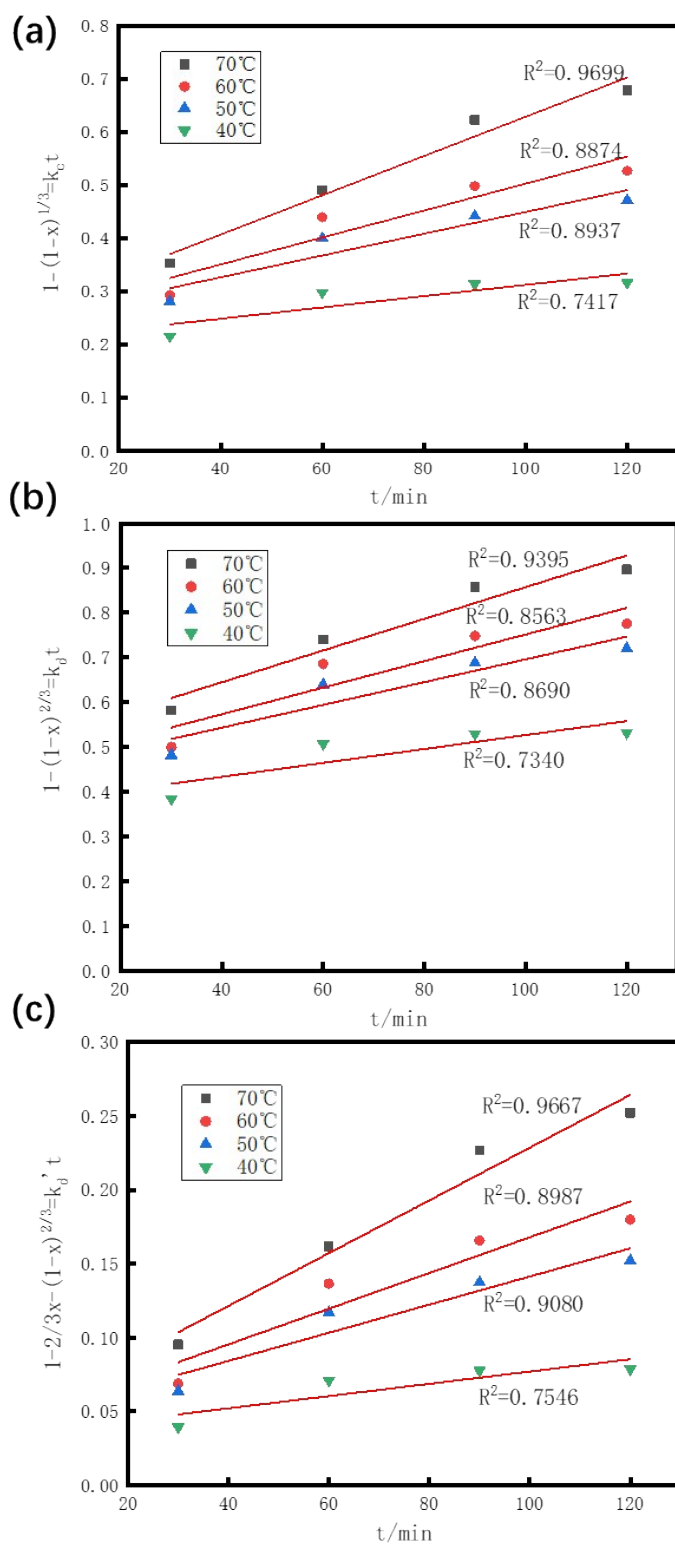 (a)
0.8
0.7
0.6
0.5
0.4
0.3
0.2
0.1
0.0
1-(1-x)^{1/3}=k_c t
70℃
60℃
50℃
40℃
R²=0.9699
R²=0.8874
R²=0.8937
R²=0.7417
20 40 60 80 100 120
t/min
(b)
1.0
0.9
0.8
0.7
0.6
0.5
0.4
0.3
0.2
0.1
0.0
1-(1-x)^{2/3}=k_d t
70℃
60℃
50℃
40℃
R²=0.9395
R²=0.8563
R²=0.8690
R²=0.7340
20 40 60 80 100 120
t/min
(c)
0.30
0.25
0.20
0.15
0.10
0.05
0.00
1-2/3x-(1-x)^{2/3}=k_d' t
70℃
60℃
50℃
40℃
R²=0.9667
R²=0.8987
R²=0.9080
R²=0.7546
20 40 60 80 100 120
t/min